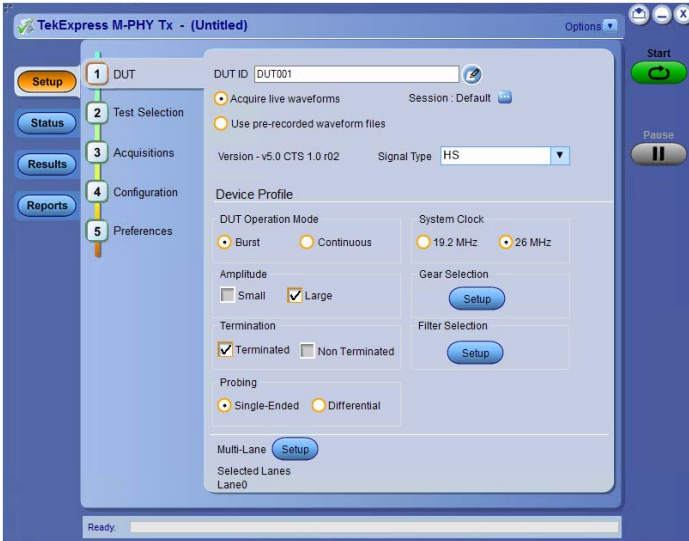 TekExpress M-PHY Tx - (Untitled)
Options
Start
Pause
Setup
Status
Results
Reports
1 DUT
2 Test Selection
3 Acquisitions
4 Configuration
5 Preferences
DUT ID DUT001
Acquire live waveforms Session : Default
Use pre-recorded waveform files
Version - v5.0 CTS 1.0 r02 Signal Type HS
Device Profile
DUT Operation Mode
Burst Continuous
System Clock
19.2 MHz 26 MHz
Amplitude
Small Large
Gear Selection
Setup
Termination
Terminated Non Terminated
Filter Selection
Setup
Probing
Single-Ended Differential
Multi-Lane Setup
Selected Lanes
Lane0
Ready.